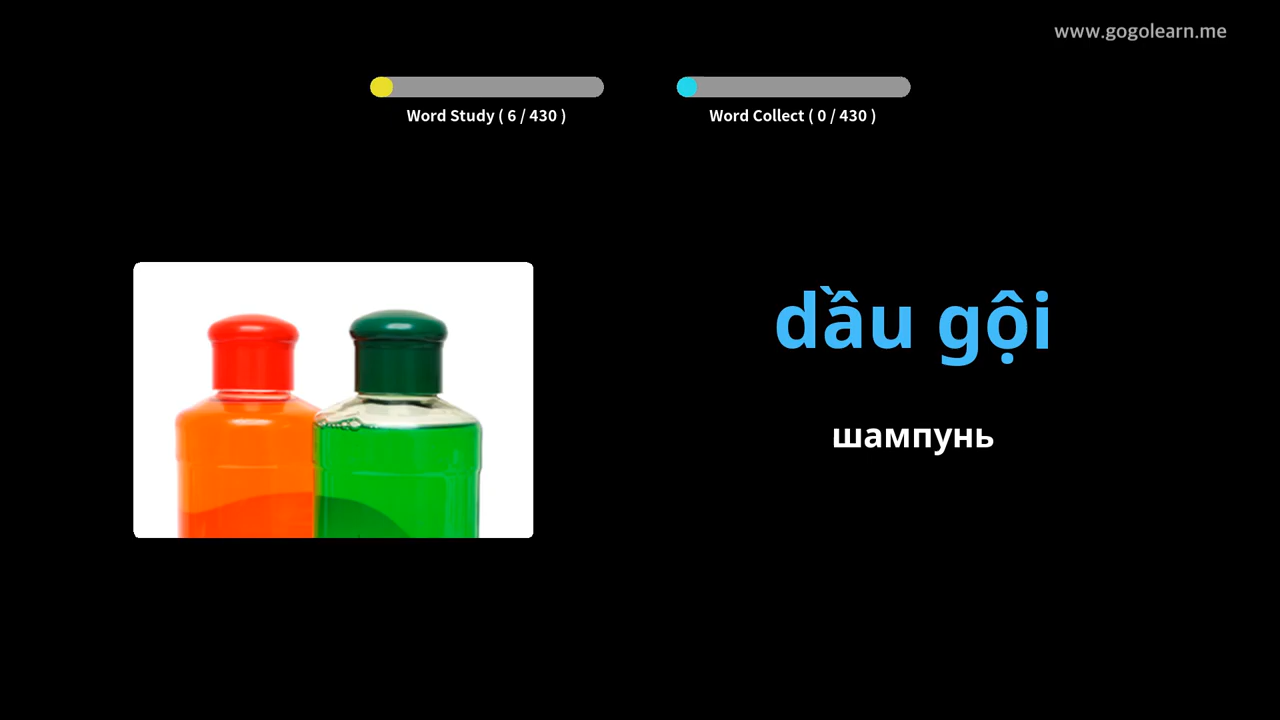 www.gogolearn.me
Word Study ( 6 / 430 )
Word Collect ( 0 / 430 )
dầu gội
шампунь